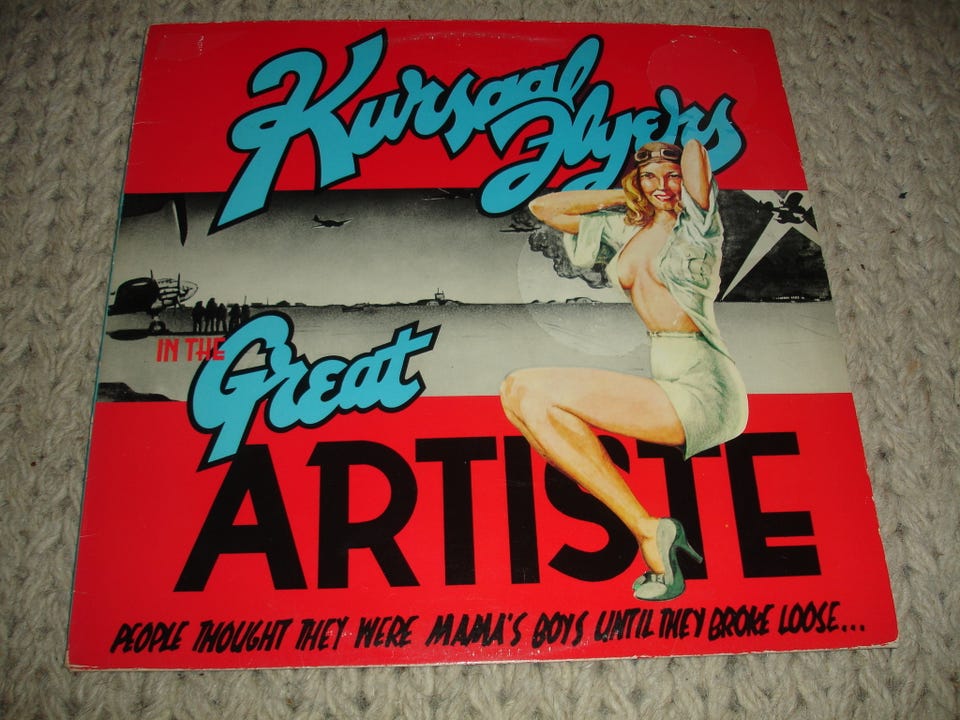 Kursaal
Flyers
IN THE
Great
ARTISTE
PEOPLE THOUGHT THEY WERE MAMA'S BOYS UNTIL THEY BROKE LOOSE...